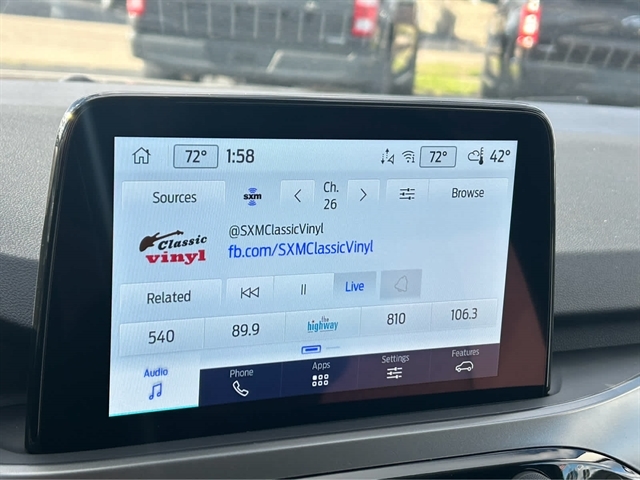 72° 1:58 72° 42°
Sources sxm Ch. 26 Browse
Classic vinyl
@SXMClassicVinyl
fb.com/SXMClassicVinyl
Related Live
540 89.9 the highway 810 106.3
Audio Phone Apps Settings Features